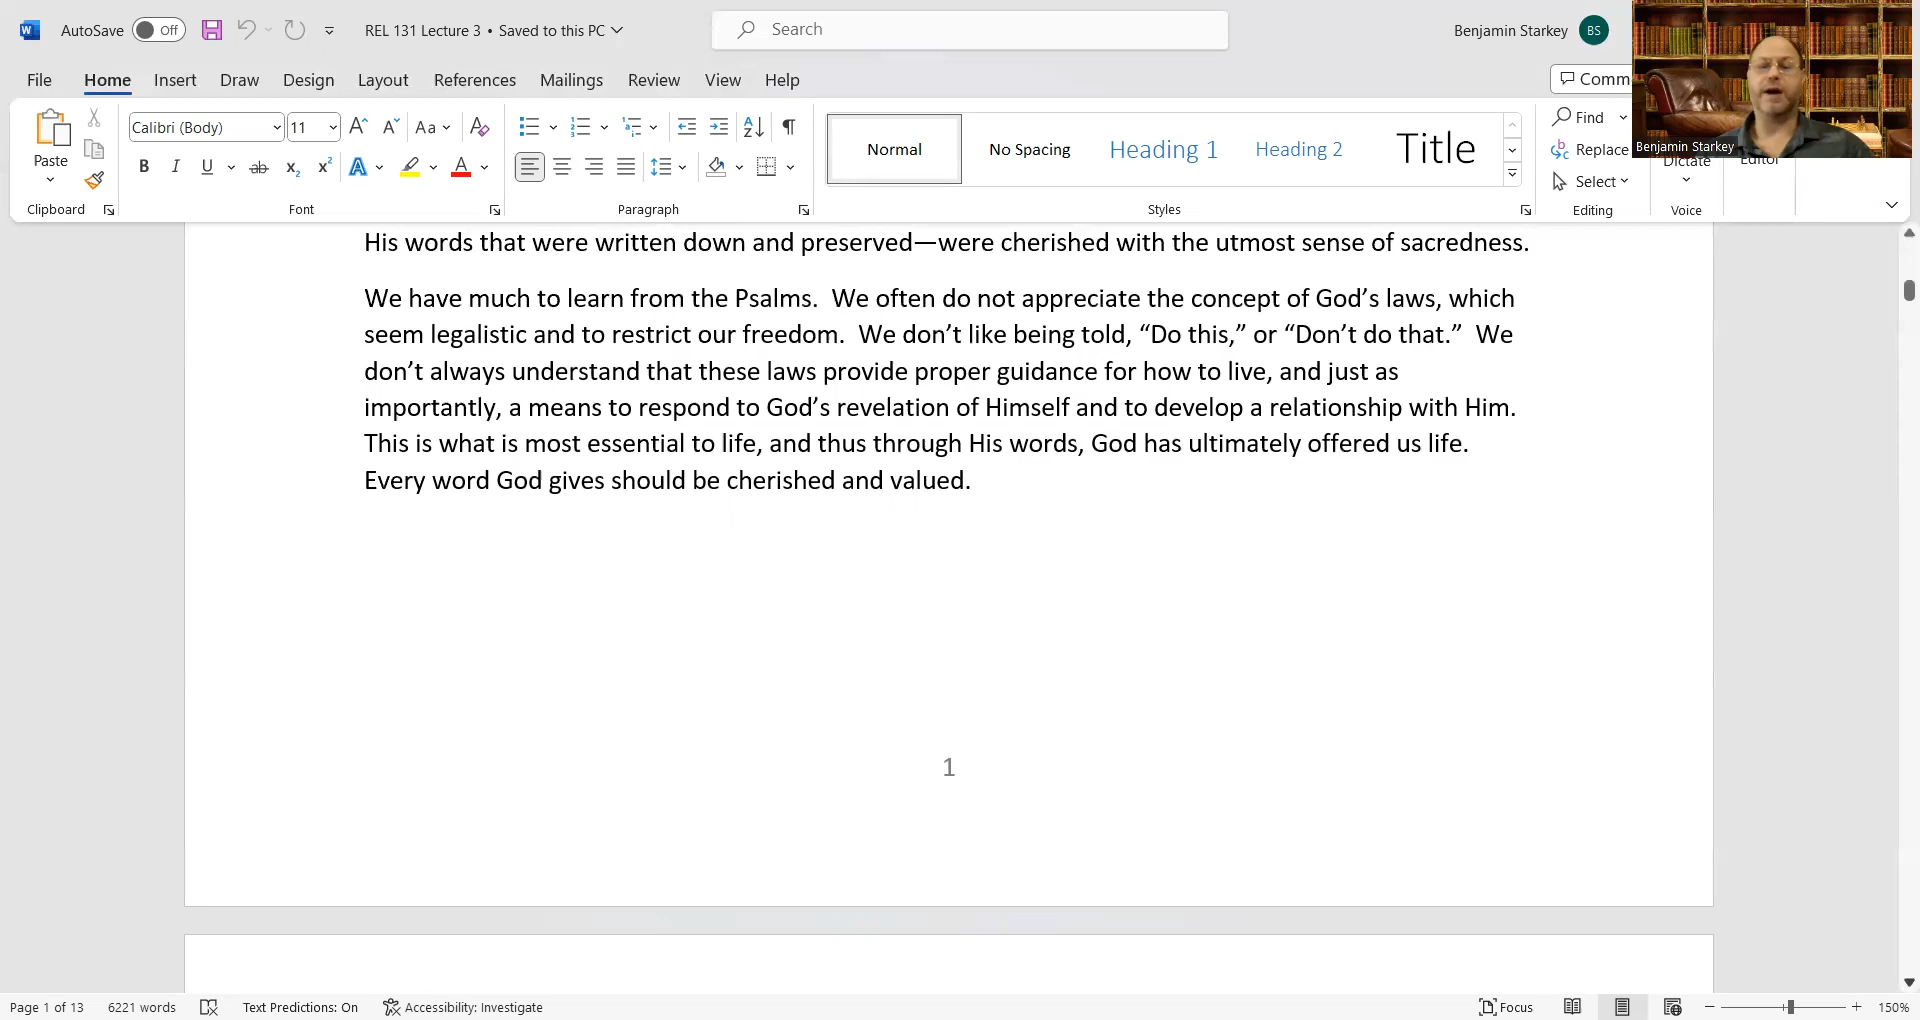 AutoSave Off REL 131 Lecture 3 • Saved to this PC Search Benjamin Starkey BS
File Home Insert Draw Design Layout References Mailings Review View Help Comm
Paste Calibri (Body) 11 Aa Normal No Spacing Heading 1 Heading 2 Title Find Replace Select Dictate Editor
Benjamin Starkey
Clipboard Font Paragraph Styles Editing Voice
His words that were written down and preserved—were cherished with the utmost sense of sacredness.
We have much to learn from the Psalms.  We often do not appreciate the concept of God’s laws, which
seem legalistic and to restrict our freedom.  We don’t like being told, “Do this,” or “Don’t do that.”  We
don’t always understand that these laws provide proper guidance for how to live, and just as
importantly, a means to respond to God’s revelation of Himself and to develop a relationship with Him.
This is what is most essential to life, and thus through His words, God has ultimately offered us life.
Every word God gives should be cherished and valued.
1
Page 1 of 13 6221 words Text Predictions: On Accessibility: Investigate Focus 150%